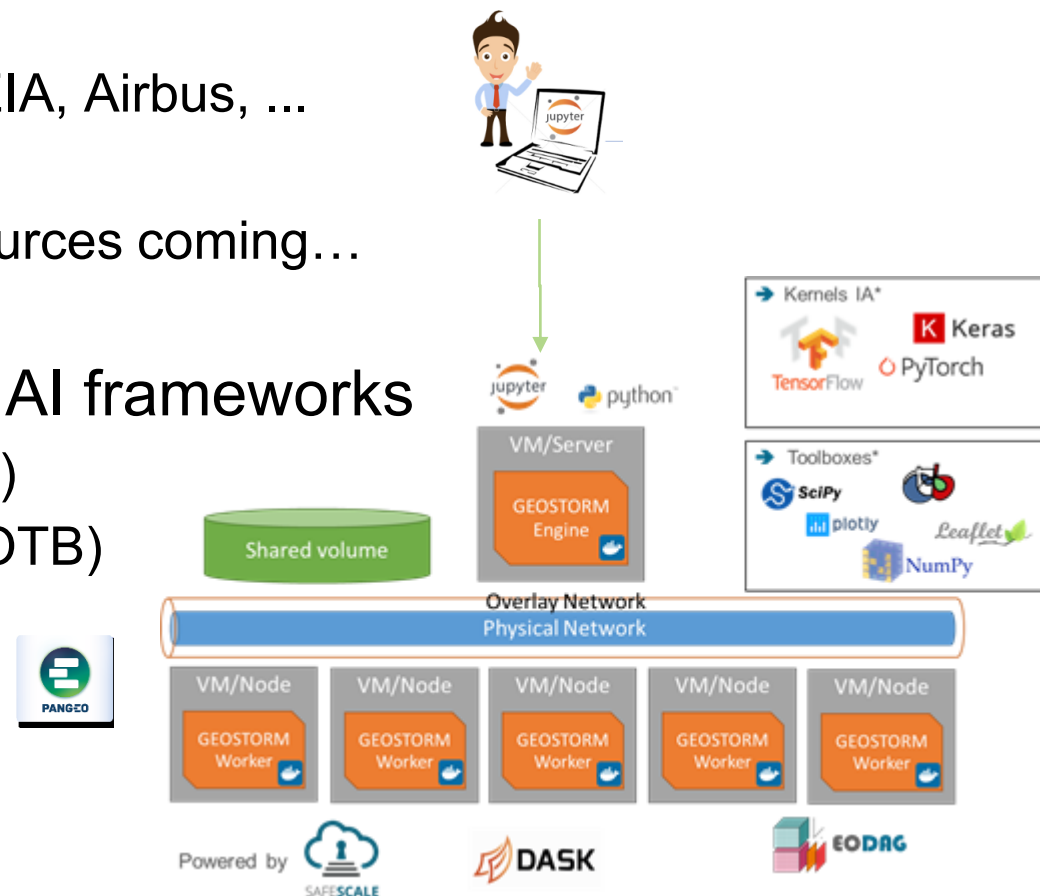 IA, Airbus, ...
urces coming…
AI frameworks
)
OTB)
jupyter
jupyter
python
VM/Server
GEOSTORM
Engine
Shared volume
Kernels IA*
TensorFlow
K Keras
PyTorch
Toolboxes*
SciPy
plotly
Leaflet
NumPy
Overlay Network
Physical Network
PANGEO
VM/Node
GEOSTORM
Worker
VM/Node
GEOSTORM
Worker
VM/Node
GEOSTORM
Worker
VM/Node
GEOSTORM
Worker
VM/Node
GEOSTORM
Worker
Powered by
SAFESCALE
DASK
EODAG